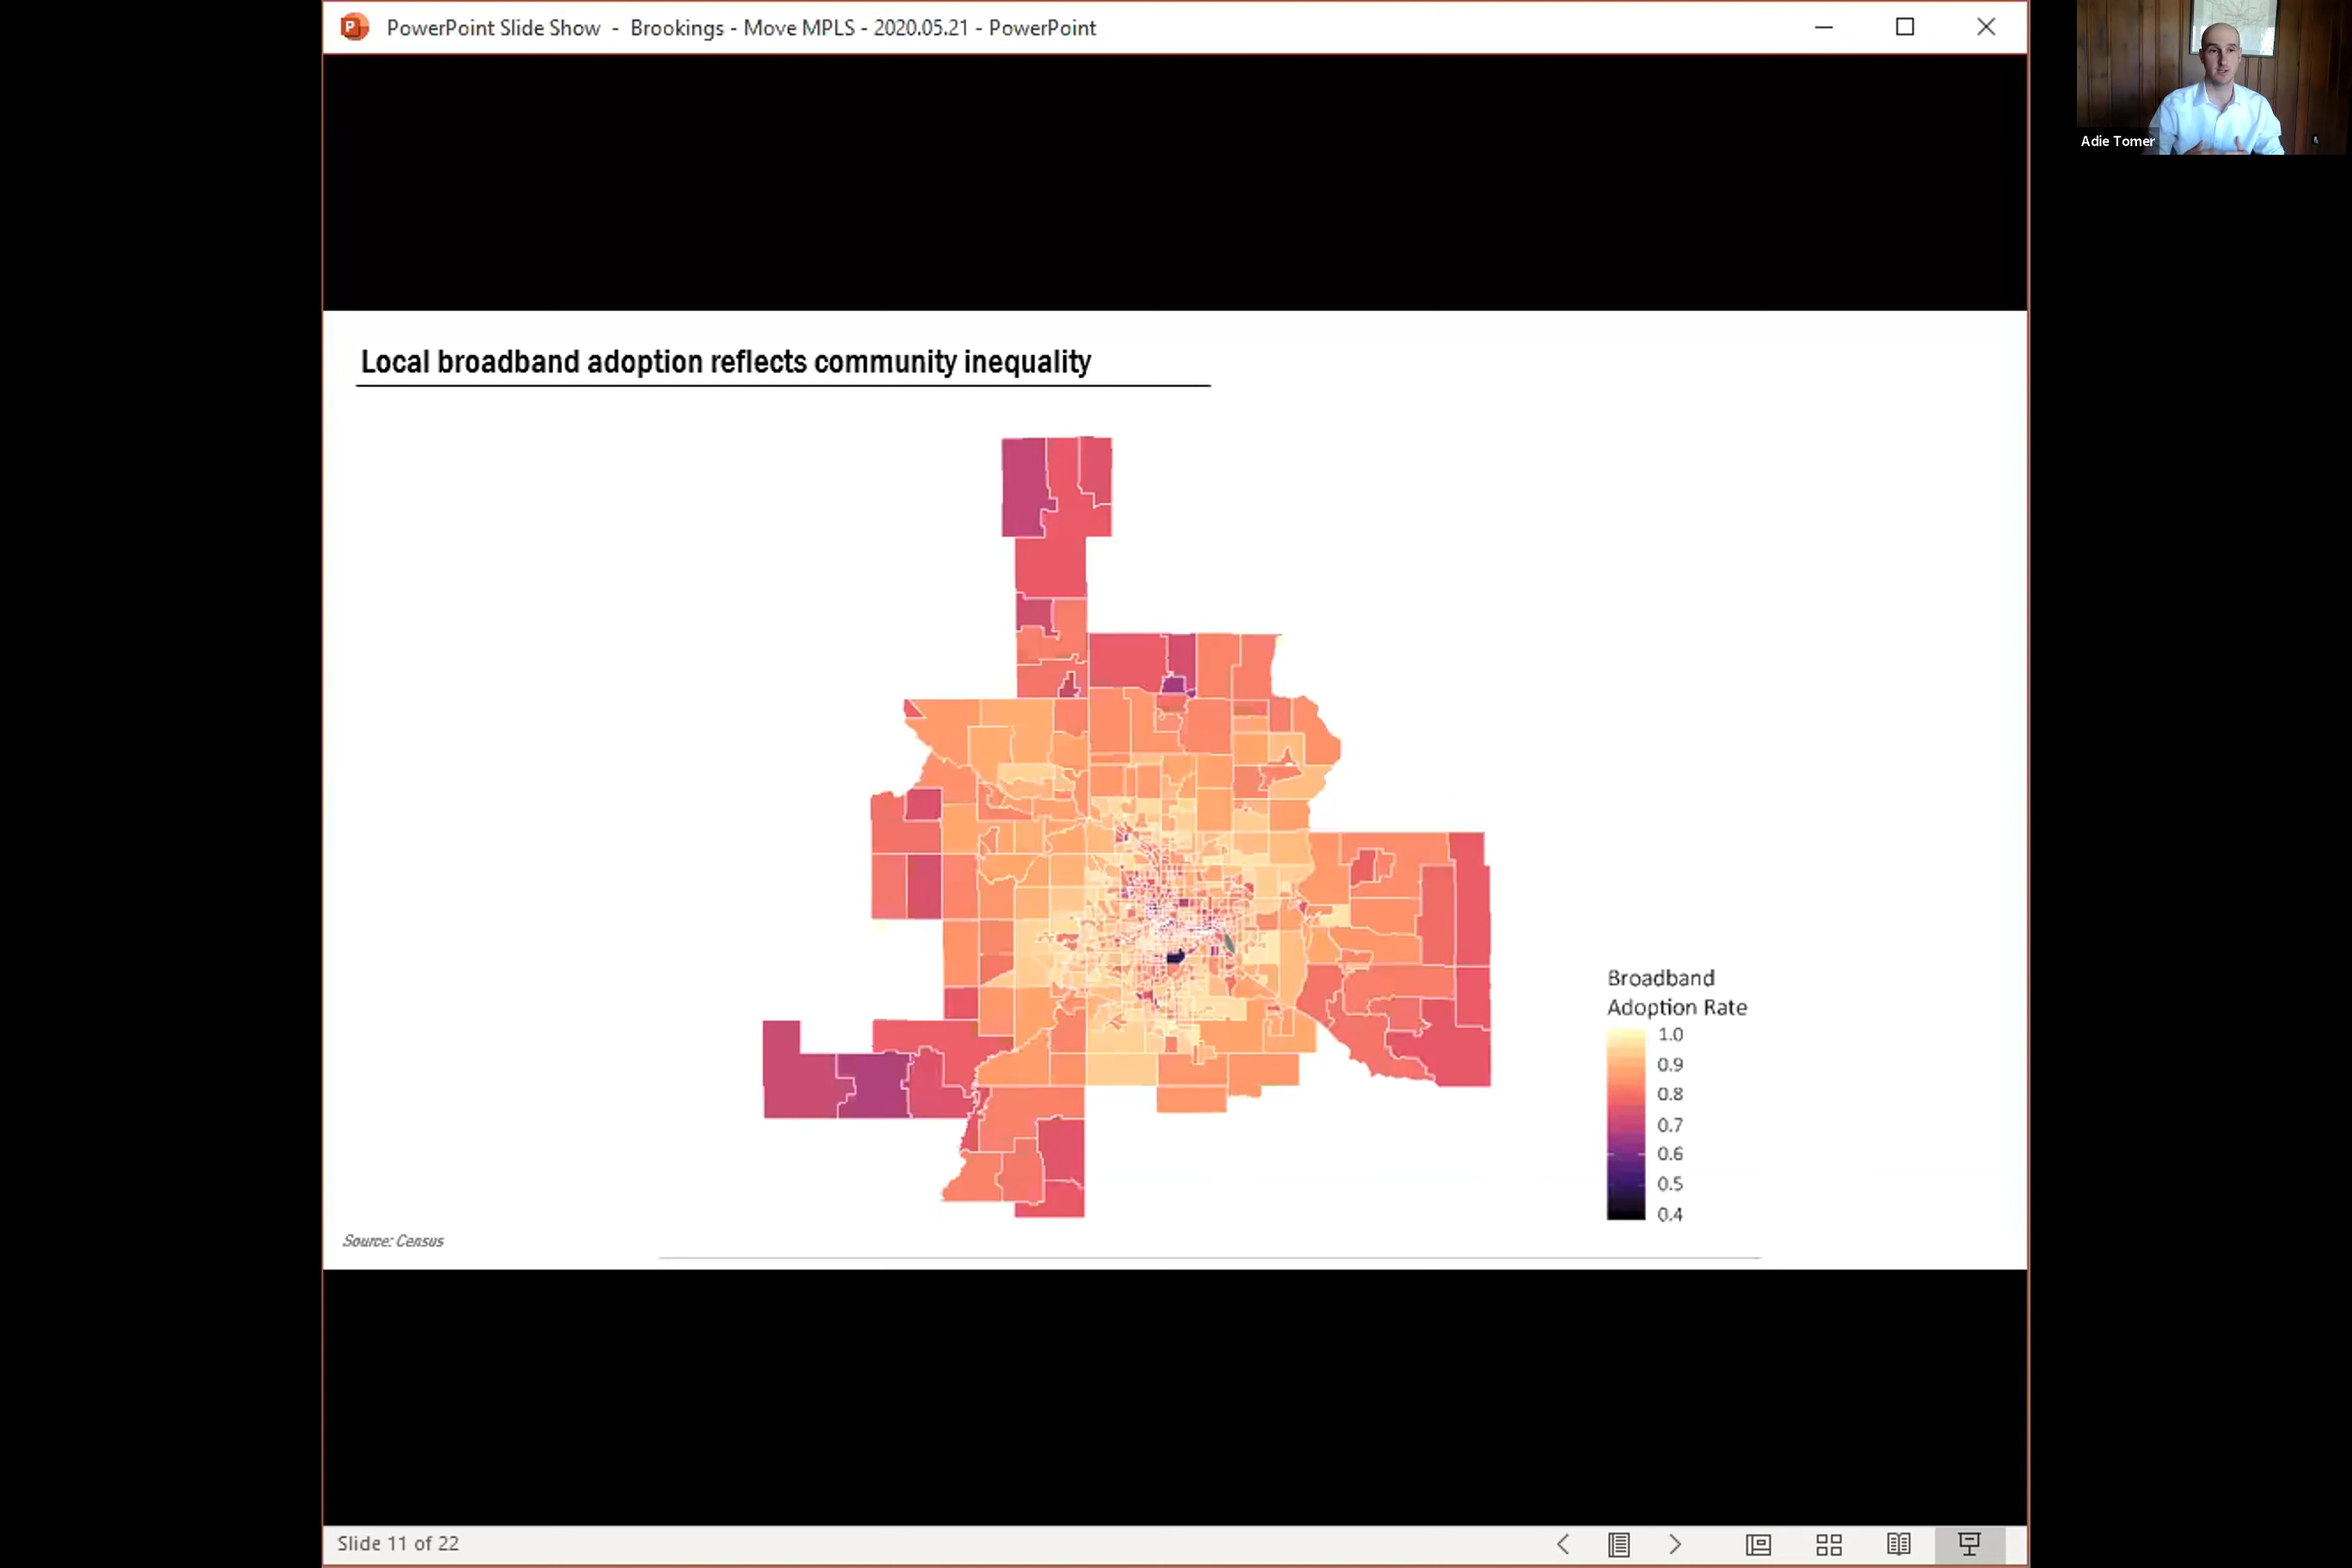 PowerPoint Slide Show - Brookings - Move MPLS - 2020.05.21 - PowerPoint
Adie Tomer
Local broadband adoption reflects community inequality
Broadband
Adoption Rate
1.0
0.9
0.8
0.7
0.6
0.5
0.4
Source: Census
Slide 11 of 22